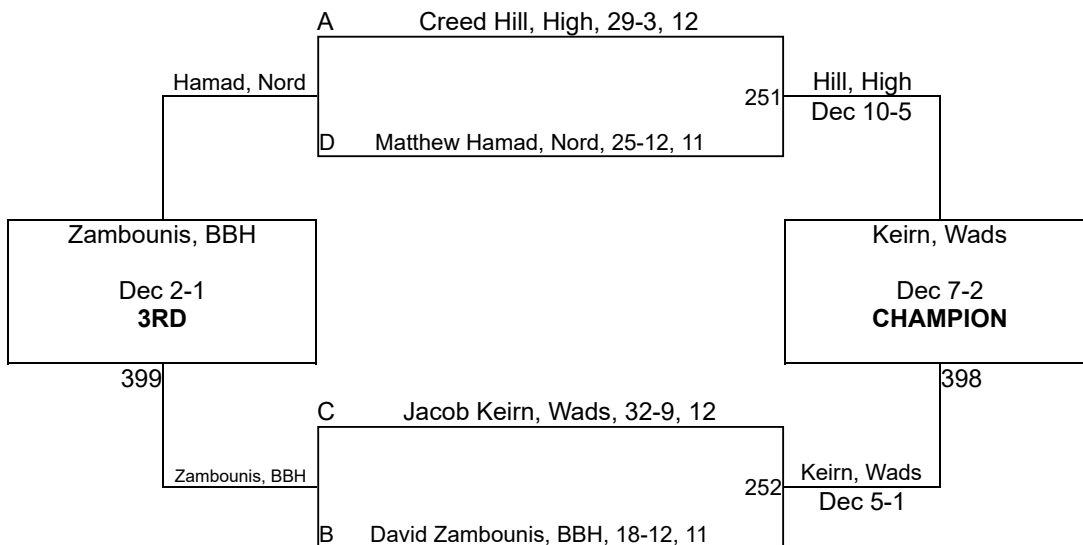 A
Creed Hill, High, 29-3, 12
Hamad, Nord
251
Hill, High
Dec 10-5
D
Matthew Hamad, Nord, 25-12, 11
Zambounis, BBH
Dec 2-1
3RD
Keirn, Wads
Dec 7-2
CHAMPION
399
398
C
Jacob Keirn, Wads, 32-9, 12
Zambounis, BBH
252
Keirn, Wads
Dec 5-1
B
David Zambounis, BBH, 18-12, 11